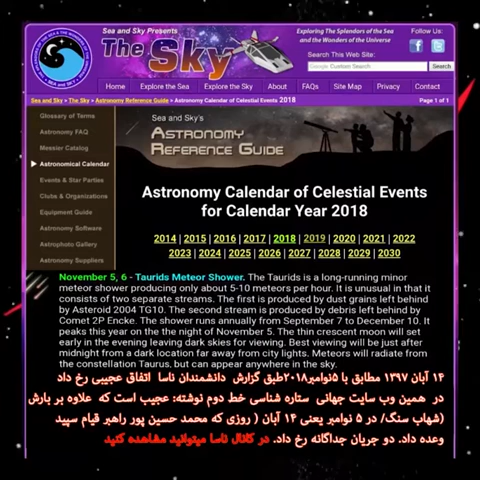 Sea and Sky Presents
The Sky
Exploring The Splendors of the Sea
and the Wonders of the Universe
Follow Us:
Search This Web Site:
Google Custom Search
Search
Home
Explore the Sea
Explore the Sky
About
FAQs
Site Map
Privacy
Contact
Sea and Sky > The Sky > Astronomy Reference Guide > Astronomy Calendar of Celestial Events 2018
Page 1 of 1
Glossary of Terms
Astronomy FAQ
Messier Catalog
Astronomical Calendar
Events & Star Parties
Clubs & Organizations
Equipment Guide
Astronomy Software
Astrophoto Gallery
Astronomy Suppliers
Sea and Sky's
ASTRONOMY
REFERENCE GUIDE
Astronomy Calendar of Celestial Events
for Calendar Year 2018
2014 | 2015 | 2016 | 2017 | 2018 | 2019 | 2020 | 2021 | 2022
2023 | 2024 | 2025 | 2026 | 2027 | 2028 | 2029 | 2030
November 5, 6 - Taurids Meteor Shower. The Taurids is a long-running minor
meteor shower producing only about 5-10 meteors per hour. It is unusual in that it
consists of two separate streams. The first is produced by dust grains left behind
by Asteroid 2004 TG10. The second stream is produced by debris left behind by
Comet 2P Encke. The shower runs annually from September 7 to December 10. It
peaks this year on the the night of November 5. The thin crescent moon will set
early in the evening leaving dark skies for viewing. Best viewing will be just after
midnight from a dark location far away from city lights. Meteors will radiate from
the constellation Taurus, but can appear anywhere in the sky.
۱۴ آبان ۱۳۹۷ مطابق با ۵نوامبر۲۰۱۸طبق گزارش دانشمندان ناسا اتفاق عجیبی رخ داد
در همین وب سایت جهانی ستاره شناسی خط دوم نوشته: عجیب است که علاوه بر بارش
(شهاب سنگ/ در ۵ نوامبر یعنی ۱۴ آبان ( روزی که محمد حسین پور راهبر قیام سپید
وعده داد. دو جریان جداگانه رخ داد. در کانال ناسا میتوانید مشاهده کنید